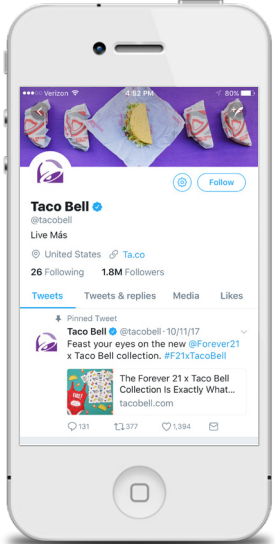 Verizon 4:52 PM 80%
Follow
Taco Bell
@tacobell
Live Más
United States Ta.co
26 Following 1.8M Followers
Tweets Tweets & replies Media Likes
Pinned Tweet
Taco Bell @tacobell · 10/11/17
Feast your eyes on the new @Forever21
x Taco Bell collection. #F21xTacoBell
The Forever 21 x Taco Bell
Collection Is Exactly What...
tacobell.com
131 377 1,394